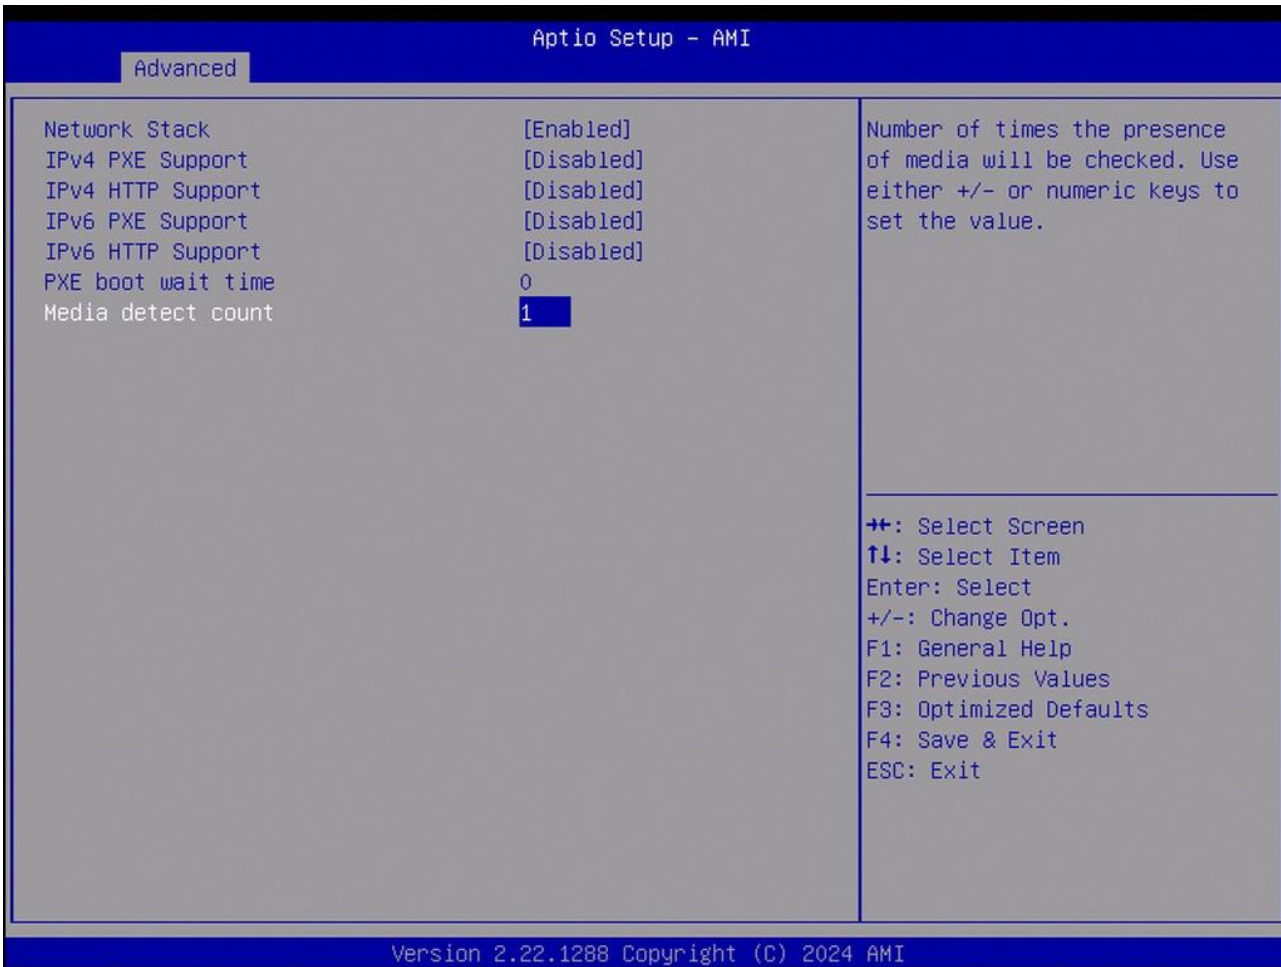 Aptio Setup – AMI
Advanced
Network Stack [Enabled]
IPv4 PXE Support [Disabled]
IPv4 HTTP Support [Disabled]
IPv6 PXE Support [Disabled]
IPv6 HTTP Support [Disabled]
PXE boot wait time 0
Media detect count 1
Number of times the presence
of media will be checked. Use
either +/- or numeric keys to
set the value.
→←: Select Screen
↑↓: Select Item
Enter: Select
+/-: Change Opt.
F1: General Help
F2: Previous Values
F3: Optimized Defaults
F4: Save & Exit
ESC: Exit
Version 2.22.1288 Copyright (C) 2024 AMI